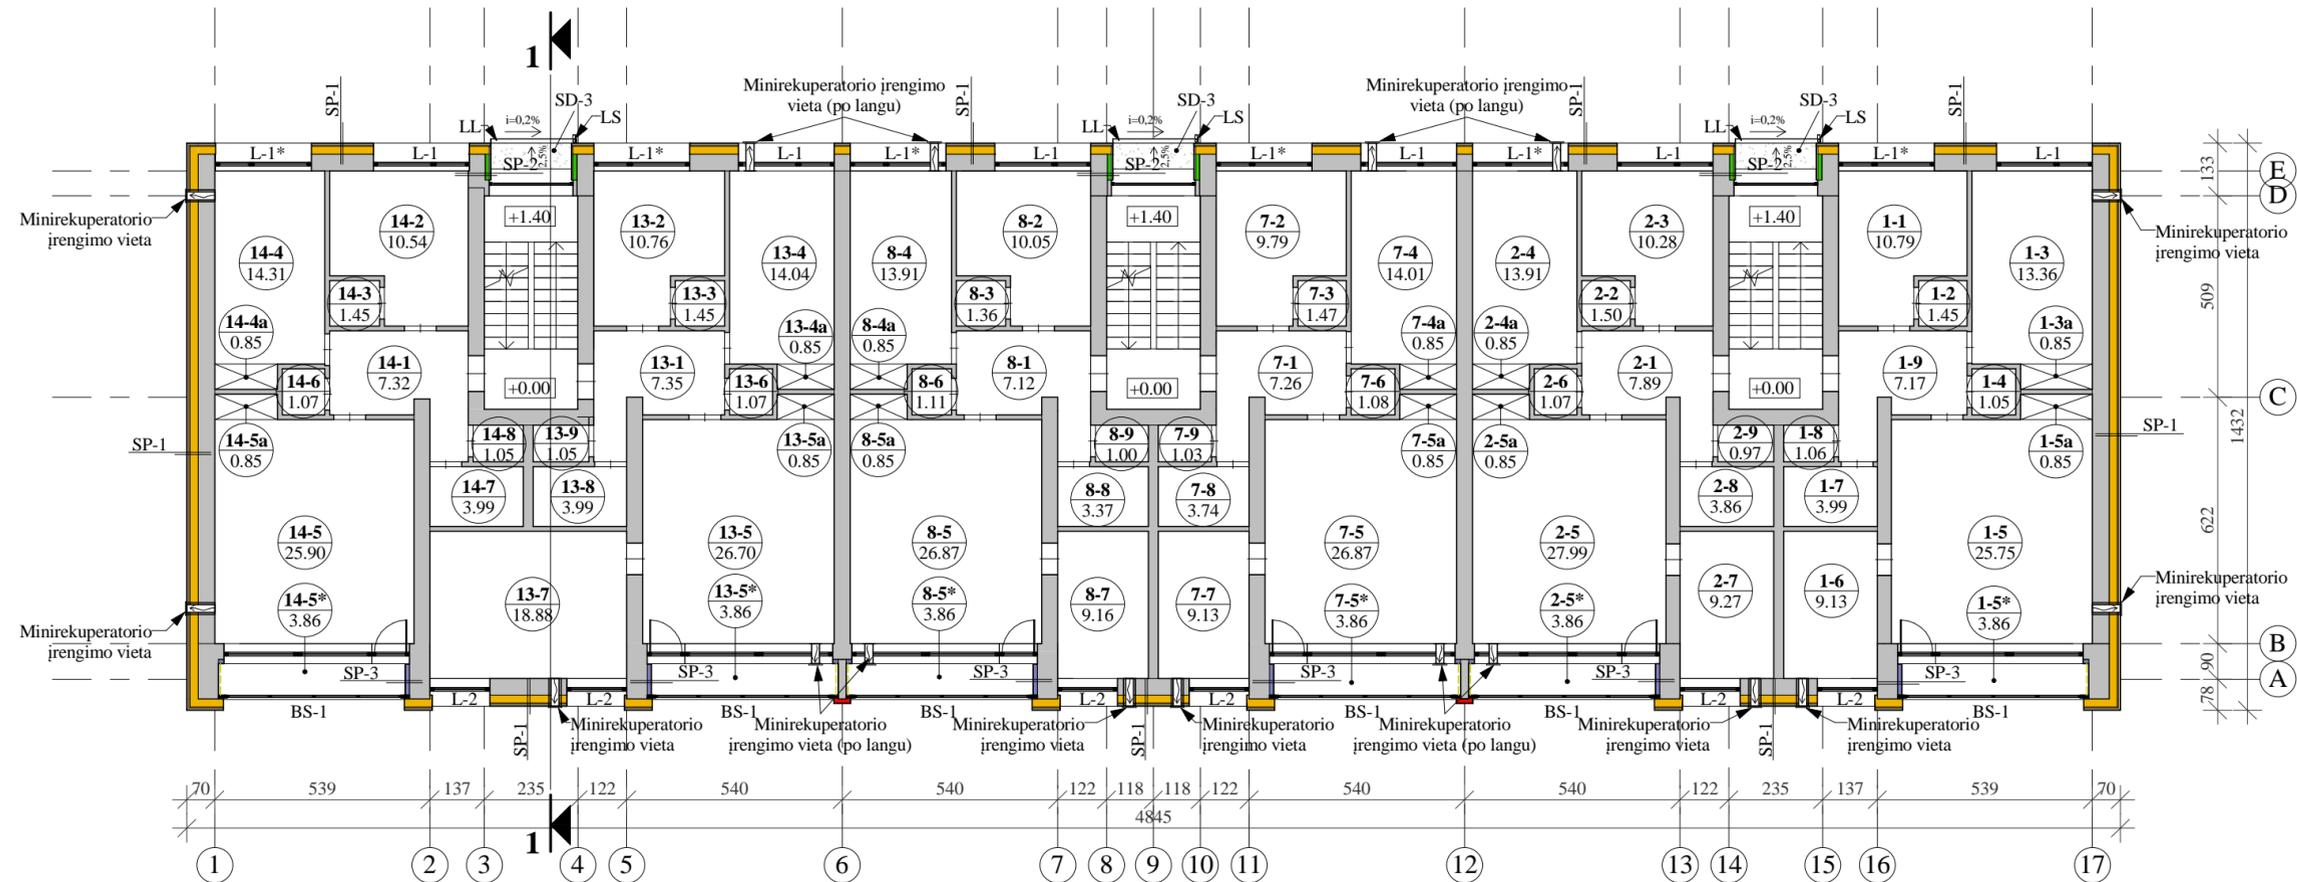 1
Minirekuperatorio įrengimo
vieta (po langu)
Minirekuperatorio įrengimo
vieta (po langu)
SP-1
SD-3
LL
i=0,2%
LS
SP-1
LL
i=0,2%
SD-3
LS
SP-1
LL
i=0,2%
SD-3
LS
SP-1
L-1*
L-1
SP-2
2,5%
L-1*
L-1
L-1*
L-1
SP-2
2,5%
L-1*
L-1
L-1*
L-1
SP-2
2,5%
L-1*
L-1
133
E
D
Minirekuperatorio
įrengimo vieta
Minirekuperatorio
įrengimo vieta
+1.40
+1.40
+1.40
14-2
10.54
13-2
10.76
8-2
10.05
7-2
9.79
2-3
10.28
1-1
10.79
14-4
14.31
13-4
14.04
8-4
13.91
7-4
14.01
2-4
13.91
1-3
13.36
14-3
1.45
13-3
1.45
8-3
1.36
7-3
1.47
2-2
1.50
1-2
1.45
509
14-4a
0.85
13-4a
0.85
8-4a
0.85
7-4a
0.85
2-4a
0.85
1-3a
0.85
14-6
1.07
14-1
7.32
+0.00
13-1
7.35
13-6
1.07
8-6
1.11
8-1
7.12
+0.00
7-1
7.26
7-6
1.08
2-6
1.07
2-1
7.89
+0.00
1-9
7.17
1-4
1.05
C
1432
SP-1
14-5a
0.85
14-8
1.05
13-9
1.05
13-5a
0.85
8-5a
0.85
8-9
1.00
7-9
1.03
7-5a
0.85
2-5a
0.85
2-9
0.97
1-8
1.06
1-5a
0.85
SP-1
14-7
3.99
13-8
3.99
8-8
3.37
7-8
3.74
2-8
3.86
1-7
3.99
622
14-5
25.90
13-5
26.70
8-5
26.87
7-5
26.87
2-5
27.99
1-5
25.75
14-5*
3.86
13-7
18.88
13-5*
3.86
8-5*
3.86
8-7
9.16
7-7
9.13
7-5*
3.86
2-5*
3.86
2-7
9.27
1-6
9.13
1-5*
3.86
Minirekuperatorio
įrengimo vieta
Minirekuperatorio
įrengimo vieta
B
SP-3
SP-3
SP-3
SP-3
SP-3
SP-3
90
A
L-2
L-2
L-2
L-2
L-2
L-2
78
BS-1
BS-1
BS-1
BS-1
BS-1
BS-1
SP-1
Minirekuperatorio
įrengimo vieta
Minirekuperatorio
įrengimo vieta (po langu)
Minirekuperatorio
įrengimo vieta
SP-1
Minirekuperatorio
įrengimo vieta
Minirekuperatorio
įrengimo vieta (po langu)
Minirekuperatorio
įrengimo vieta
SP-1
Minirekuperatorio
įrengimo vieta
70 539 137 235 122 540 540 122 118 118 122 540 540 122 235 137 539 70
4845
1
1 2 3 4 5 6 7 8 9 10 11 12 13 14 15 16 17